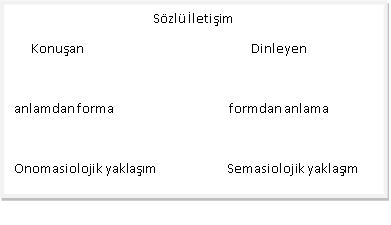 Sözlü İletişim
Konuşan Dinleyen
anlamdan forma formdan anlama
Onomasiolojik yaklaşım Semasiolojik yaklaşım